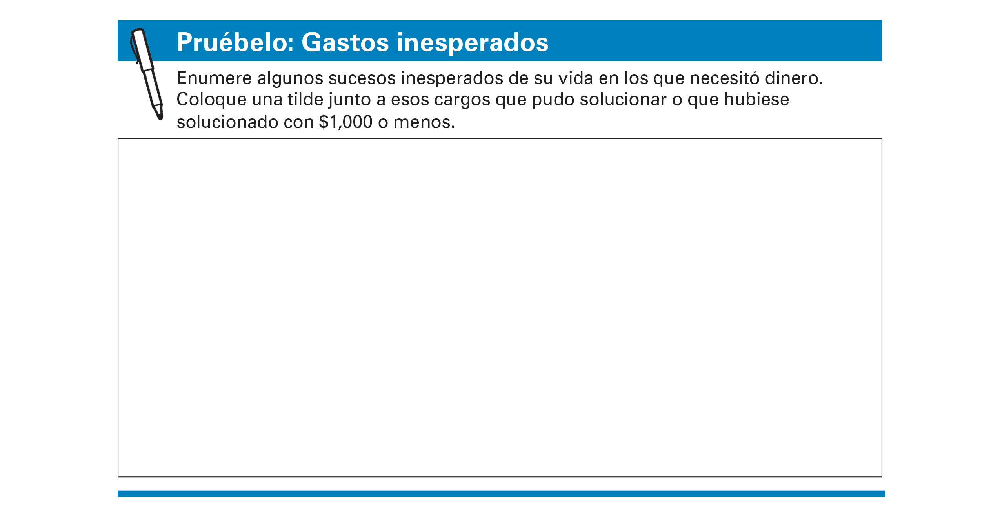 Pruébelo: Gastos inesperados
Enumere algunos sucesos inesperados de su vida en los que necesitó dinero.
Coloque una tilde junto a esos cargos que pudo solucionar o que hubiese
solucionado con $1,000 o menos.